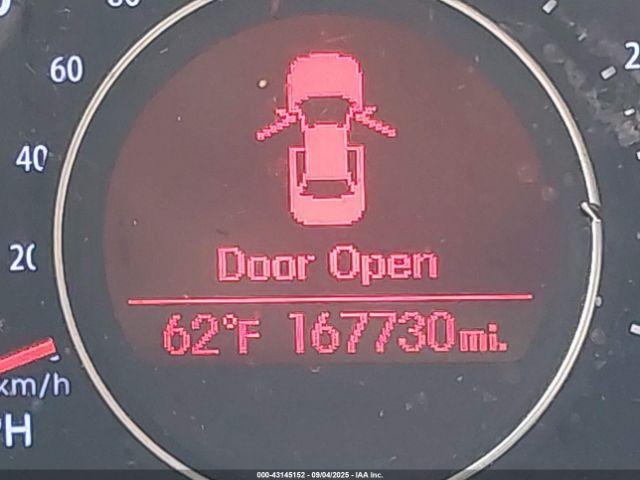 60
40
20
km/h
Door Open
62°F 167730mi.
000-43145152 - 09/04/2025 - IAA Inc.